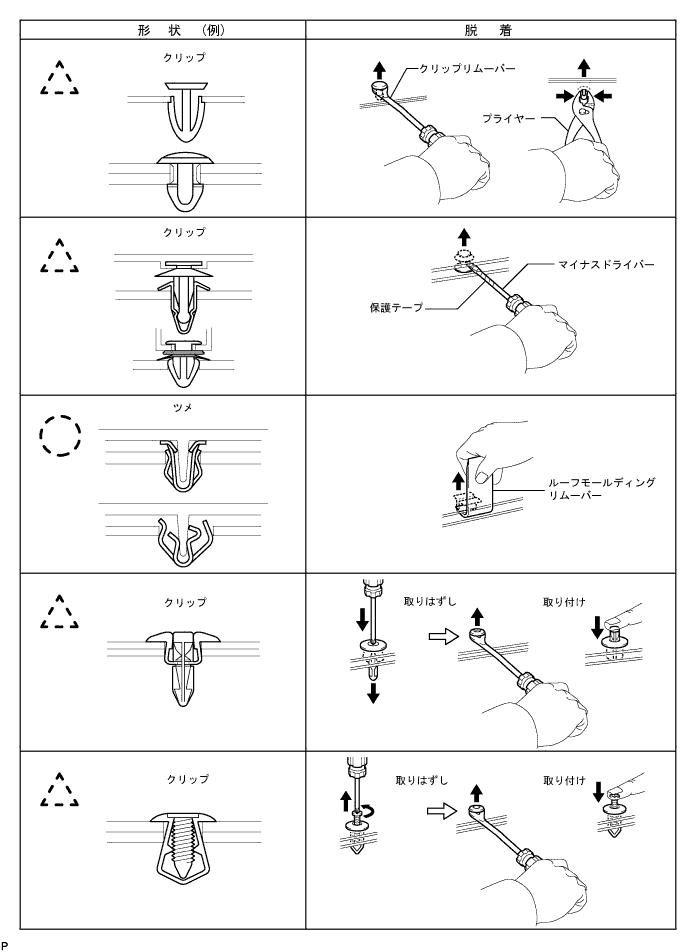 形 状 （例）
脱 着
クリップ
クリップリムーバー
プライヤー
クリップ
マイナスドライバー
保護テープ
ツメ
ルーフモールディング
リムーバー
クリップ
取りはずし
取り付け
クリップ
取りはずし
取り付け
P